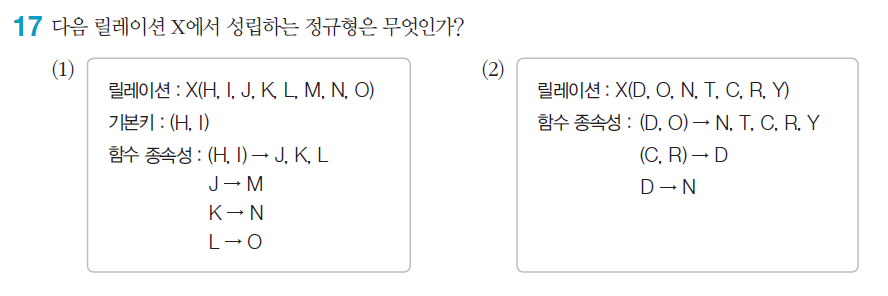 17 다음 릴레이션 X에서 성립하는 정규형은 무엇인가?
(1)
릴레이션 : X(H, I, J, K, L, M, N, O)
기본키 : (H, I)
함수 종속성 : (H, I) → J, K, L
J → M
K → N
L → O
(2)
릴레이션 : X(D, O, N, T, C, R, Y)
함수 종속성 : (D, O) → N, T, C, R, Y
(C, R) → D
D → N